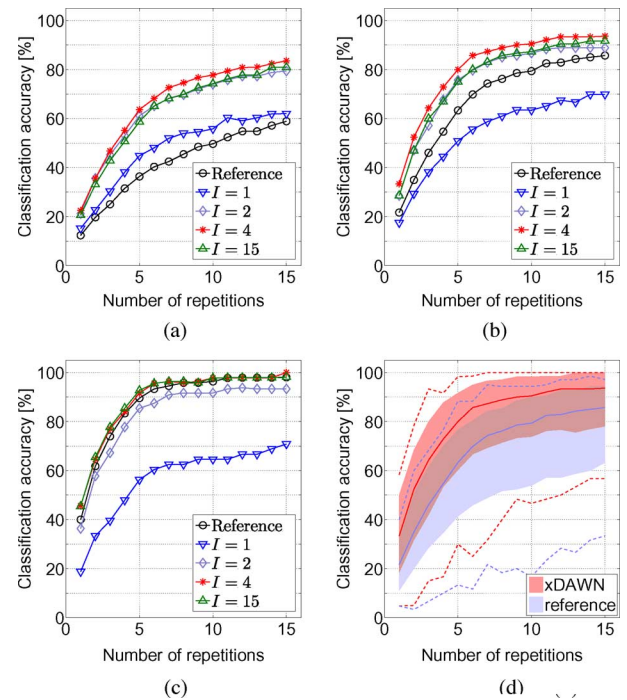 100
80
60
40
20
0
0
5
10
15
Classification accuracy [%]
Number of repetitions
Reference
I = 1
I = 2
I = 4
I = 15
(a)
100
80
60
40
20
0
0
5
10
15
Classification accuracy [%]
Number of repetitions
Reference
I = 1
I = 2
I = 4
I = 15
(b)
100
80
60
40
20
0
0
5
10
15
Classification accuracy [%]
Number of repetitions
Reference
I = 1
I = 2
I = 4
I = 15
(c)
100
80
60
40
20
0
0
5
10
15
Classification accuracy [%]
Number of repetitions
xDAWN
reference
(d)